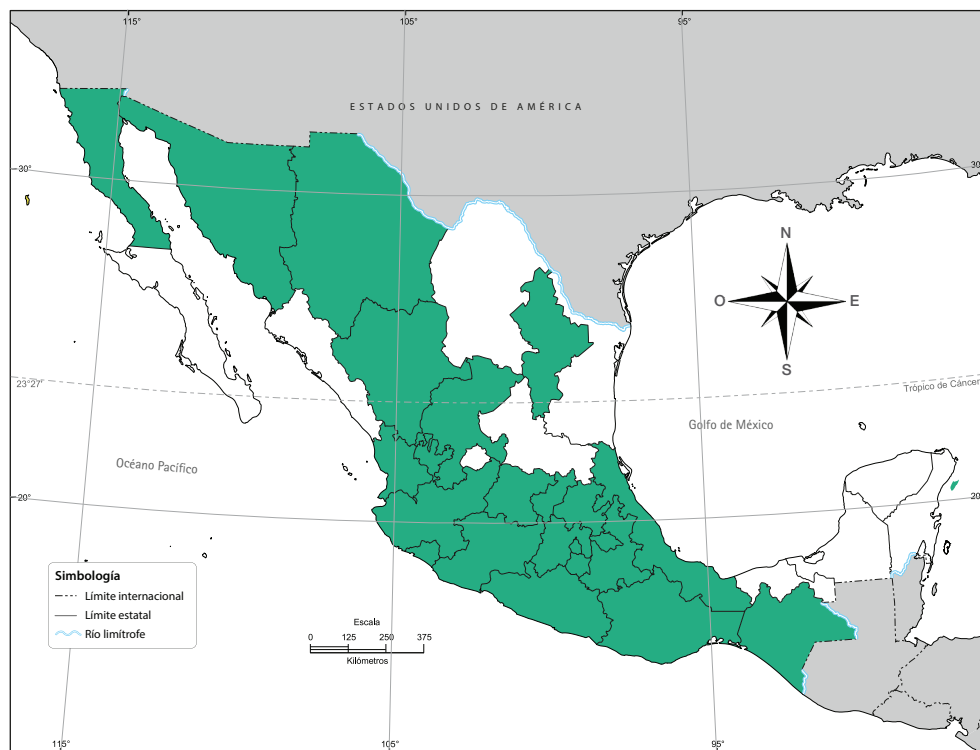 115°
105°
95°
ESTADOS UNIDOS DE AMÉRICA
30°
30
N
O
E
S
23°27'
Trópico de Cáncer
Golfo de México
Océano Pacífico
20°
20
Simbología
Límite internacional
Límite estatal
Río limítrofe
Escala
0 125 250 375
Kilómetros
115°
105°
95°